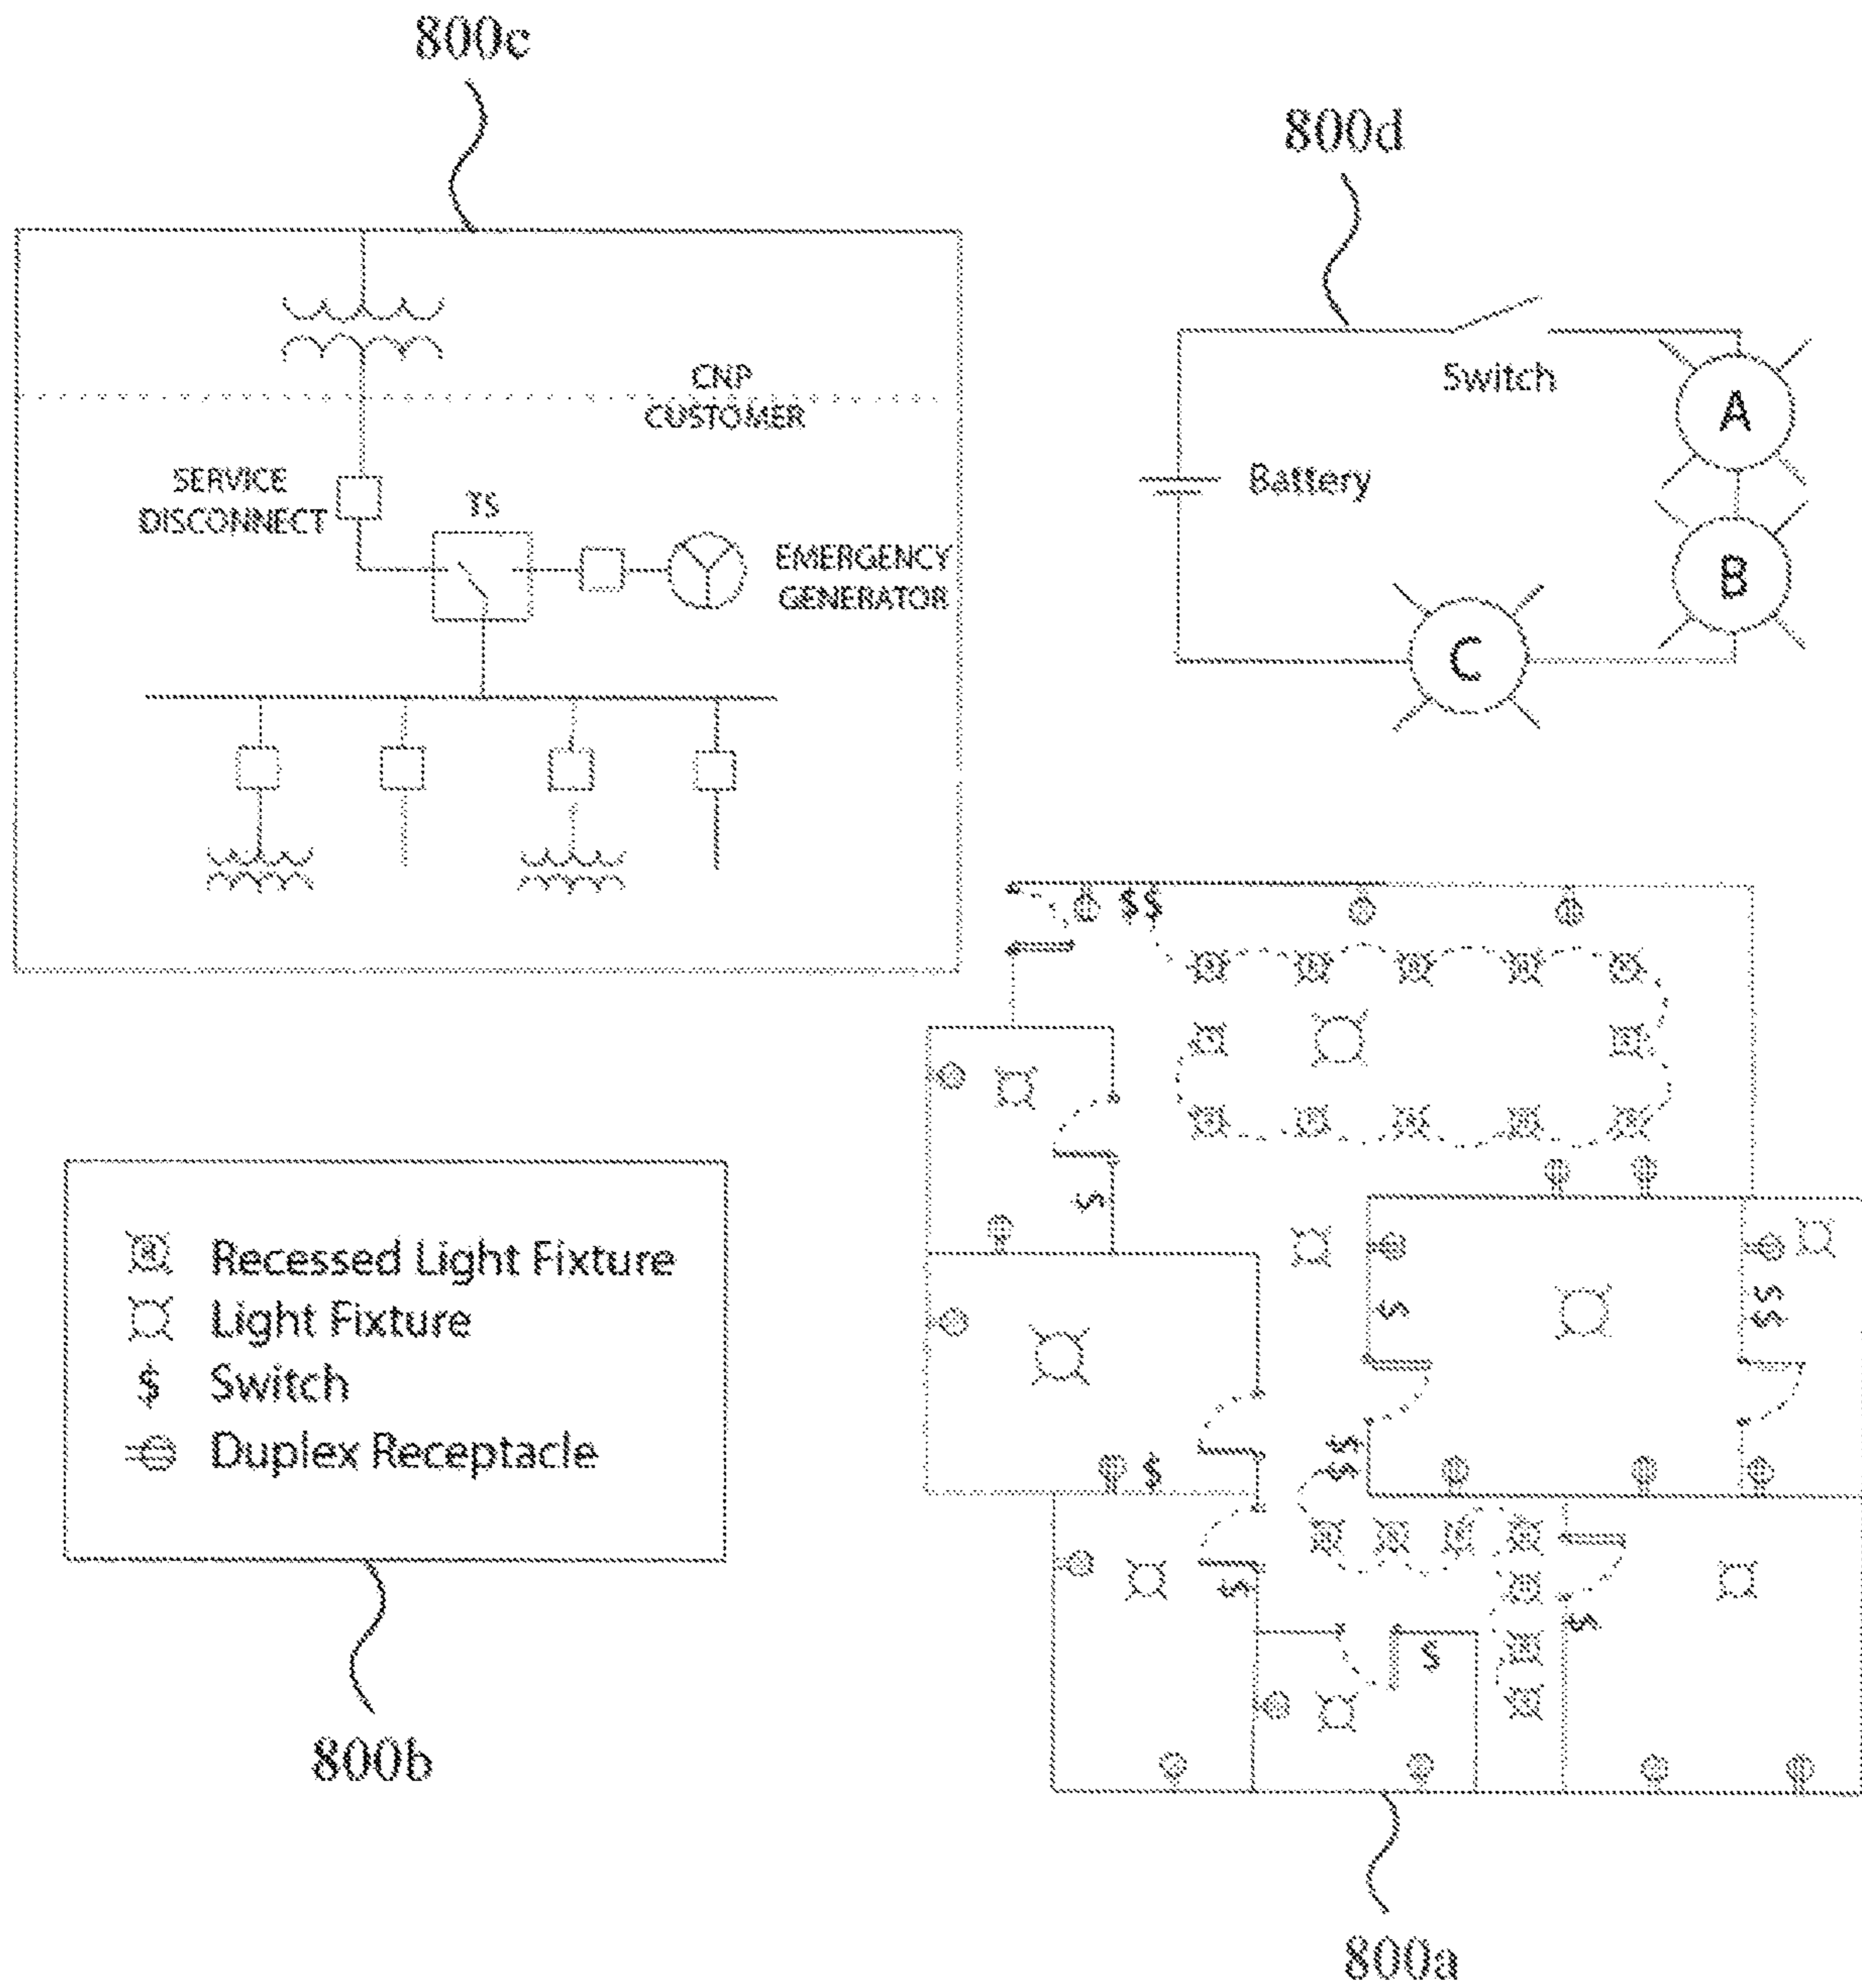 800c
800d
CNP
CUSTOMER
SERVICE
DISCONNECT
TS
EMERGENCY
GENERATOR
Switch
Battery
A
B
C
$$
$
$
$$
$
$$
$
$
$
$
Recessed Light Fixture
Light Fixture
$ Switch
Duplex Receptacle
800b
800a